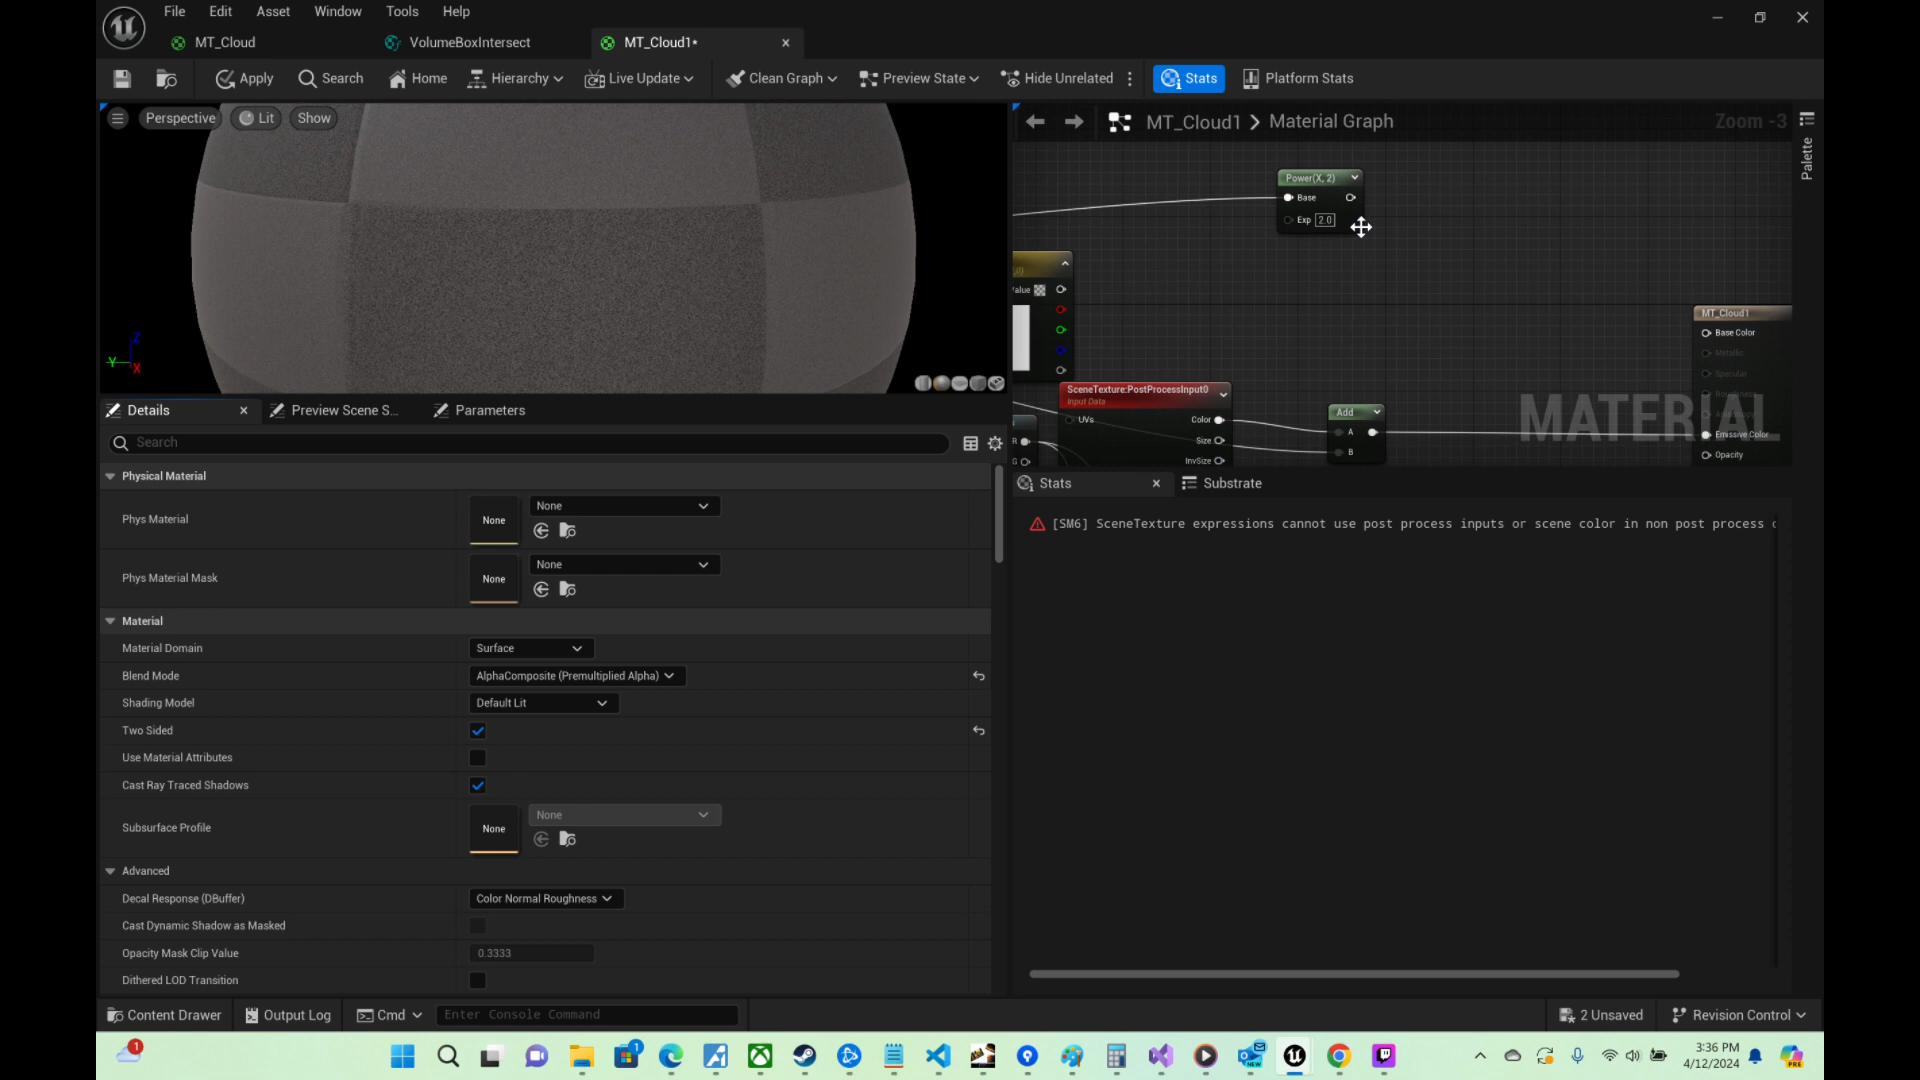 File Edit Asset Window Tools Help
MT_Cloud VolumeBoxIntersect MT_Cloud1*
Apply Search Home Hierarchy Live Update Clean Graph Preview State Hide Unrelated Stats Platform Stats
Perspective Lit Show
MT_Cloud1 Material Graph Zoom -3
Palette
Power(X, 2)
Base
Exp 2.0
Value
MT_Cloud1
Base Color
Metallic
Specular
MATERIAL
Emissive Color
Opacity
SceneTexture:PostProcessInput0
Input Data
UVs Color
Size
InvSize
R
G
Add
A
B
Z
Y
X
Details Preview Scene S... Parameters
Search
Physical Material
Phys Material None None
Phys Material Mask None None
Material
Material Domain Surface
Blend Mode AlphaComposite (Premultiplied Alpha)
Shading Model Default Lit
Two Sided
Use Material Attributes
Cast Ray Traced Shadows
Subsurface Profile None None
Advanced
Decal Response (DBuffer) Color Normal Roughness
Cast Dynamic Shadow as Masked
Opacity Mask Clip Value 0.3333
Dithered LOD Transition
Stats Substrate
[SM6] SceneTexture expressions cannot use post process inputs or scene color in non post process
Content Drawer Output Log Cmd Enter Console Command 2 Unsaved Revision Control
1
1
NEW
PRE
3:36 PM
4/12/2024